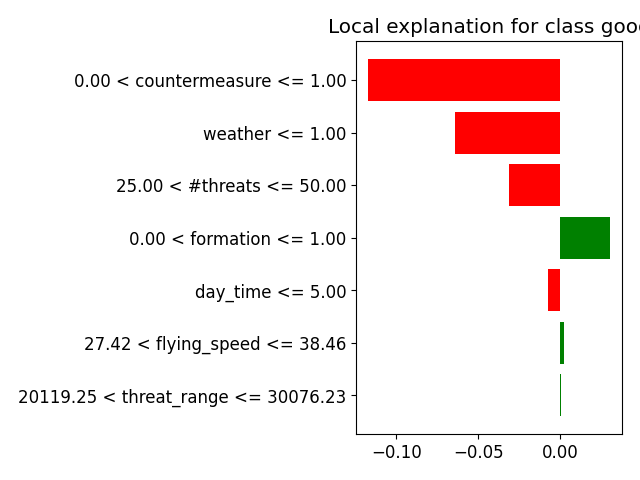 Local explanation for class good
0.00 < countermeasure <= 1.00
weather <= 1.00
25.00 < #threats <= 50.00
0.00 < formation <= 1.00
day_time <= 5.00
27.42 < flying_speed <= 38.46
20119.25 < threat_range <= 30076.23
−0.10 −0.05 0.00